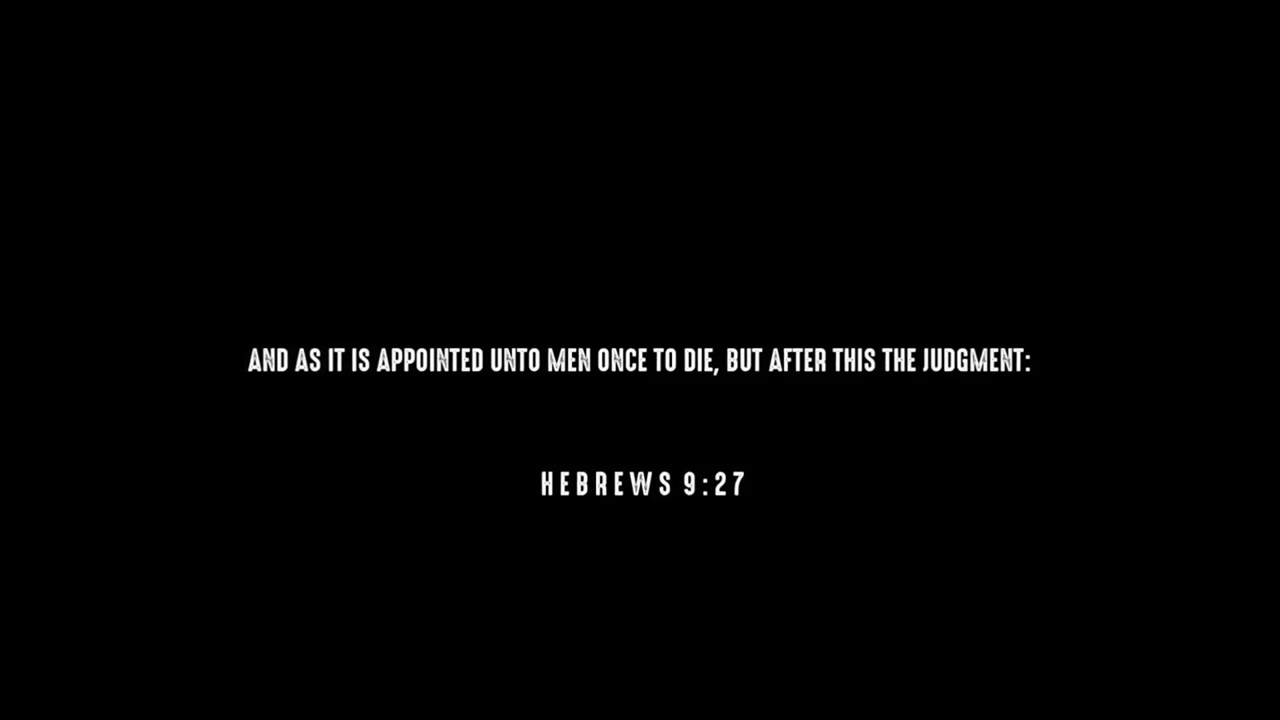 AND AS IT IS APPOINTED UNTO MEN ONCE TO DIE, BUT AFTER THIS THE JUDGMENT:
HEBREWS 9:27